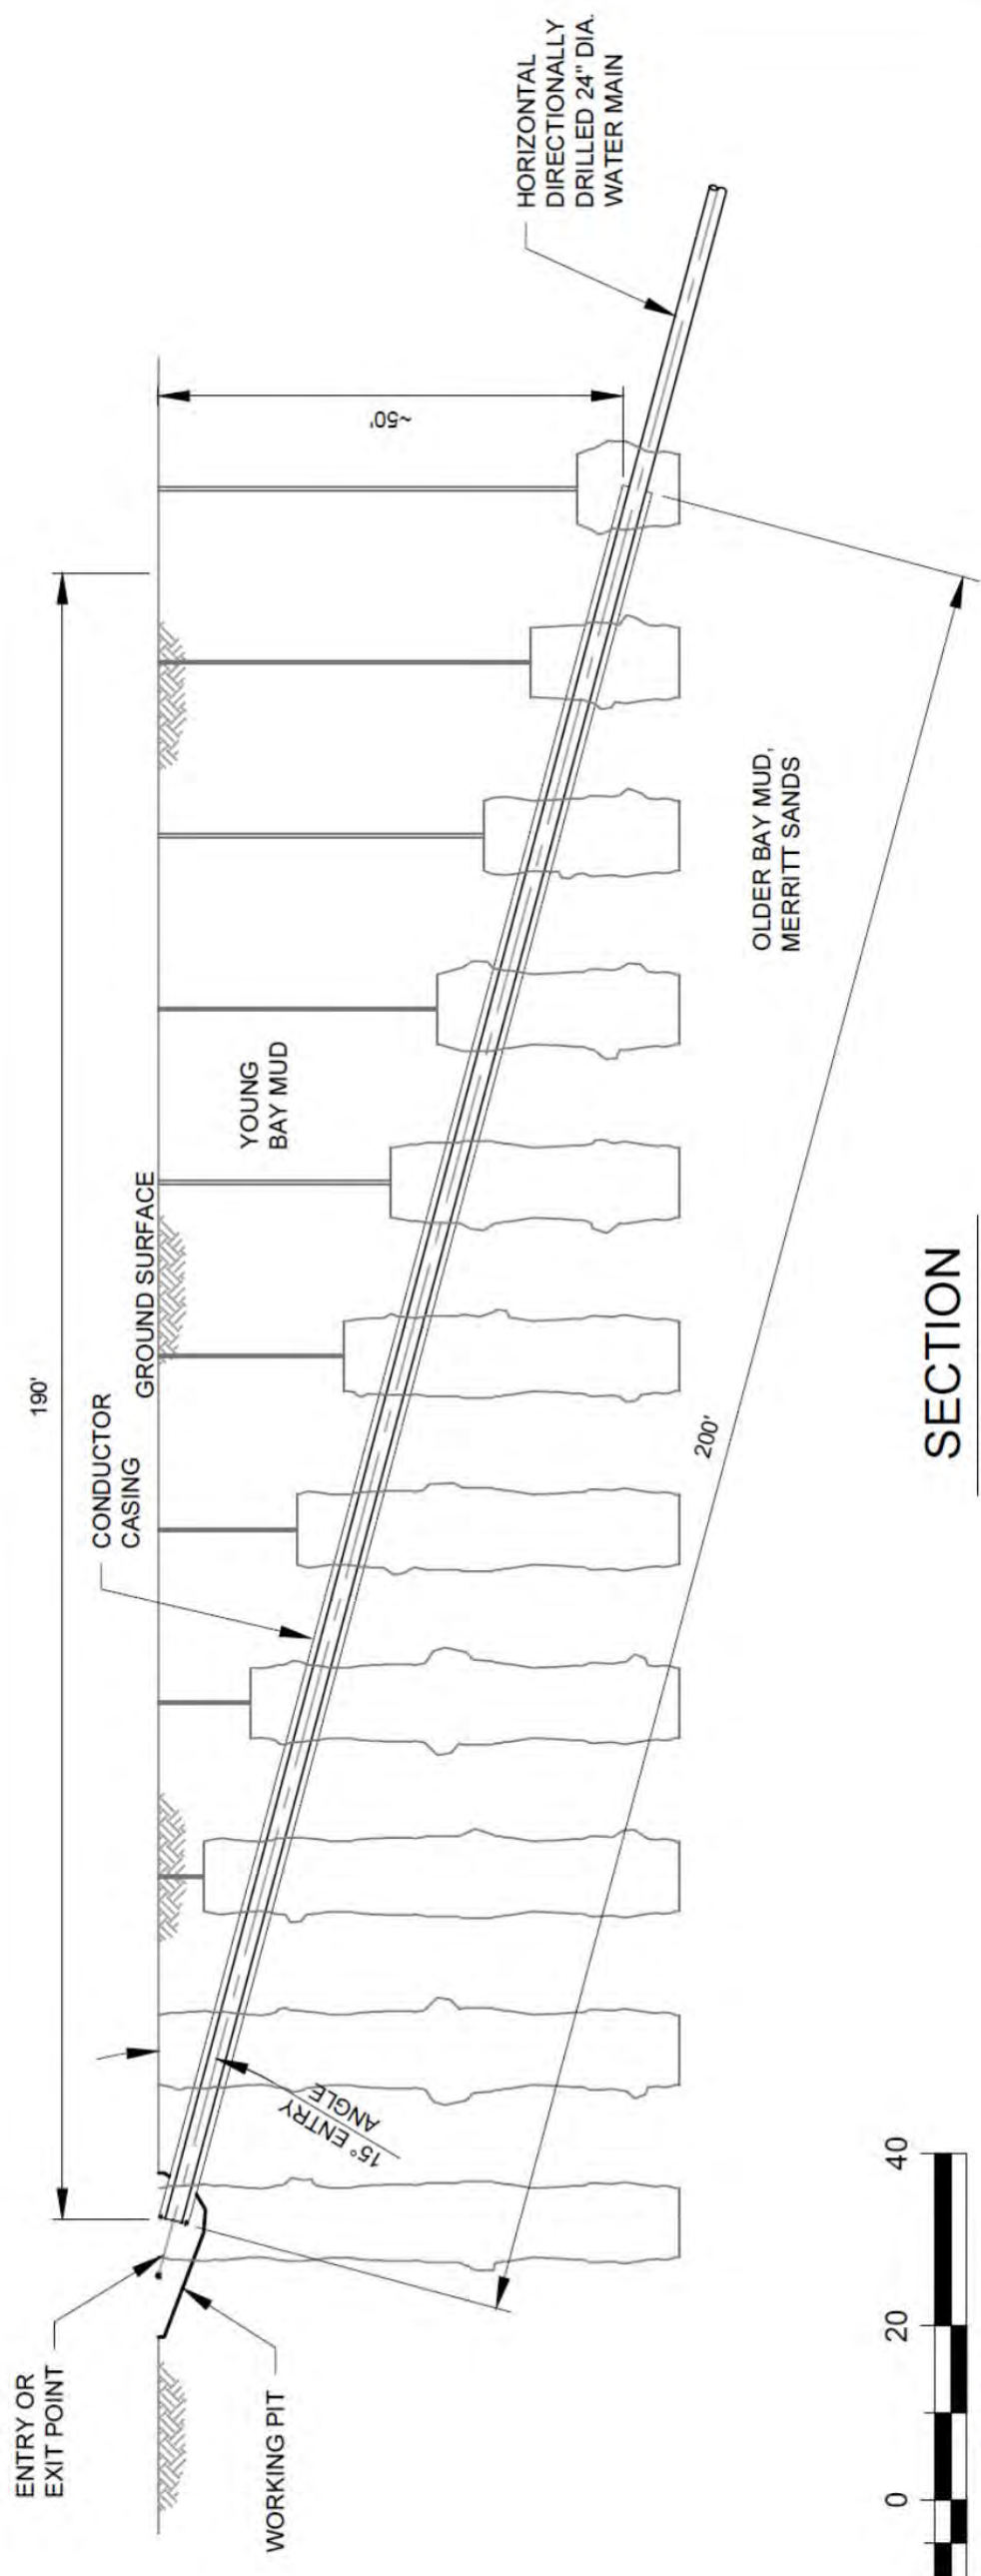 190'
ENTRY OR
EXIT POINT
WORKING PIT
CONDUCTOR
CASING
GROUND SURFACE
YOUNG
BAY MUD
~50'
HORIZONTAL
DIRECTIONALLY
DRILLED 24" DIA.
WATER MAIN
15° ENTRY
ANGLE
200'
OLDER BAY MUD,
MERRITT SANDS
SECTION
0 20 40